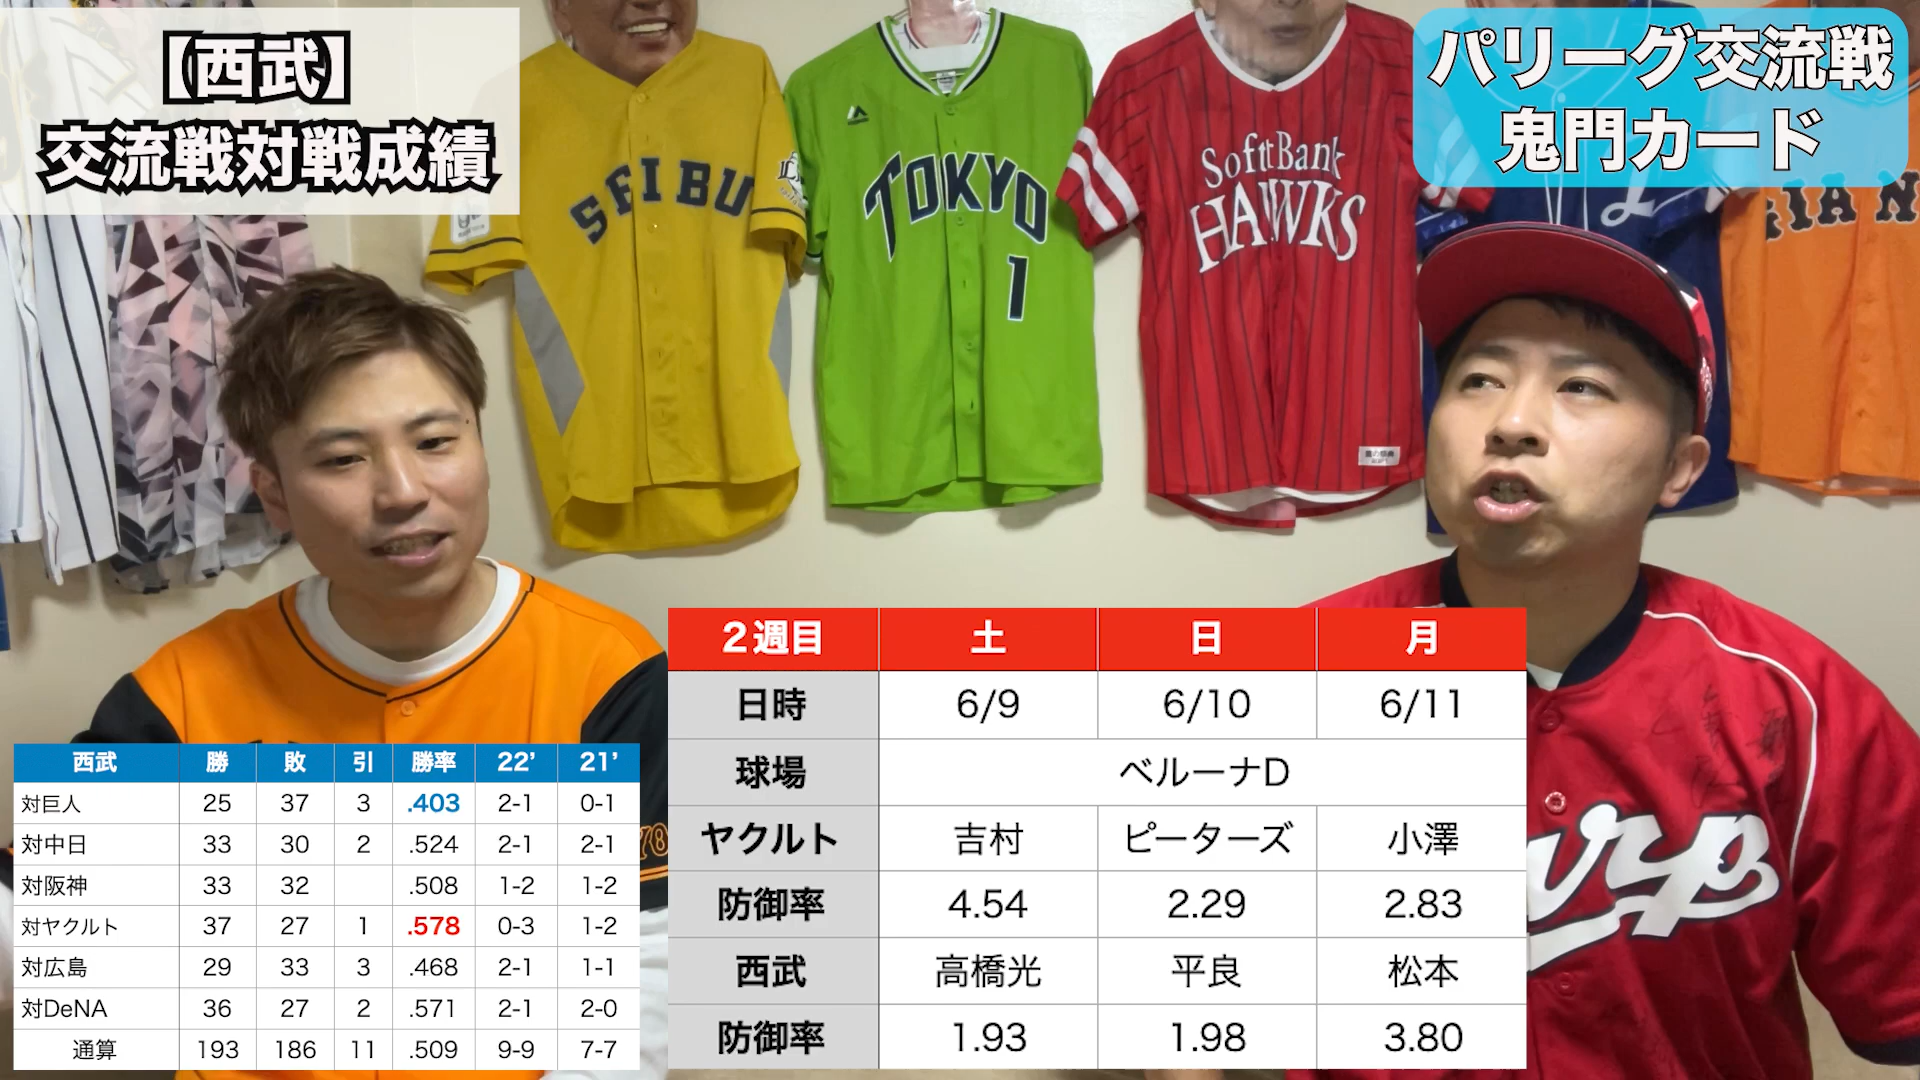 【西武】
交流戦対戦成績
パリーグ交流戦
鬼門カード
SEIBU
TOKYO
1
SoftBank
HAWKS
GIAN
西武 勝 敗 引 勝率 22’ 21’
対巨人 25 37 3 .403 2-1 0-1
対中日 33 30 2 .524 2-1 2-1
対阪神 33 32 .508 1-2 1-2
対ヤクルト 37 27 1 .578 0-3 1-2
対広島 29 33 3 .468 2-1 1-1
対DeNA 36 27 2 .571 2-1 2-0
通算 193 186 11 .509 9-9 7-7
2週目 土 日 月
日時 6/9 6/10 6/11
球場 ベルーナD
ヤクルト 吉村 ピーターズ 小澤
防御率 4.54 2.29 2.83
西武 高橋光 平良 松本
防御率 1.93 1.98 3.80